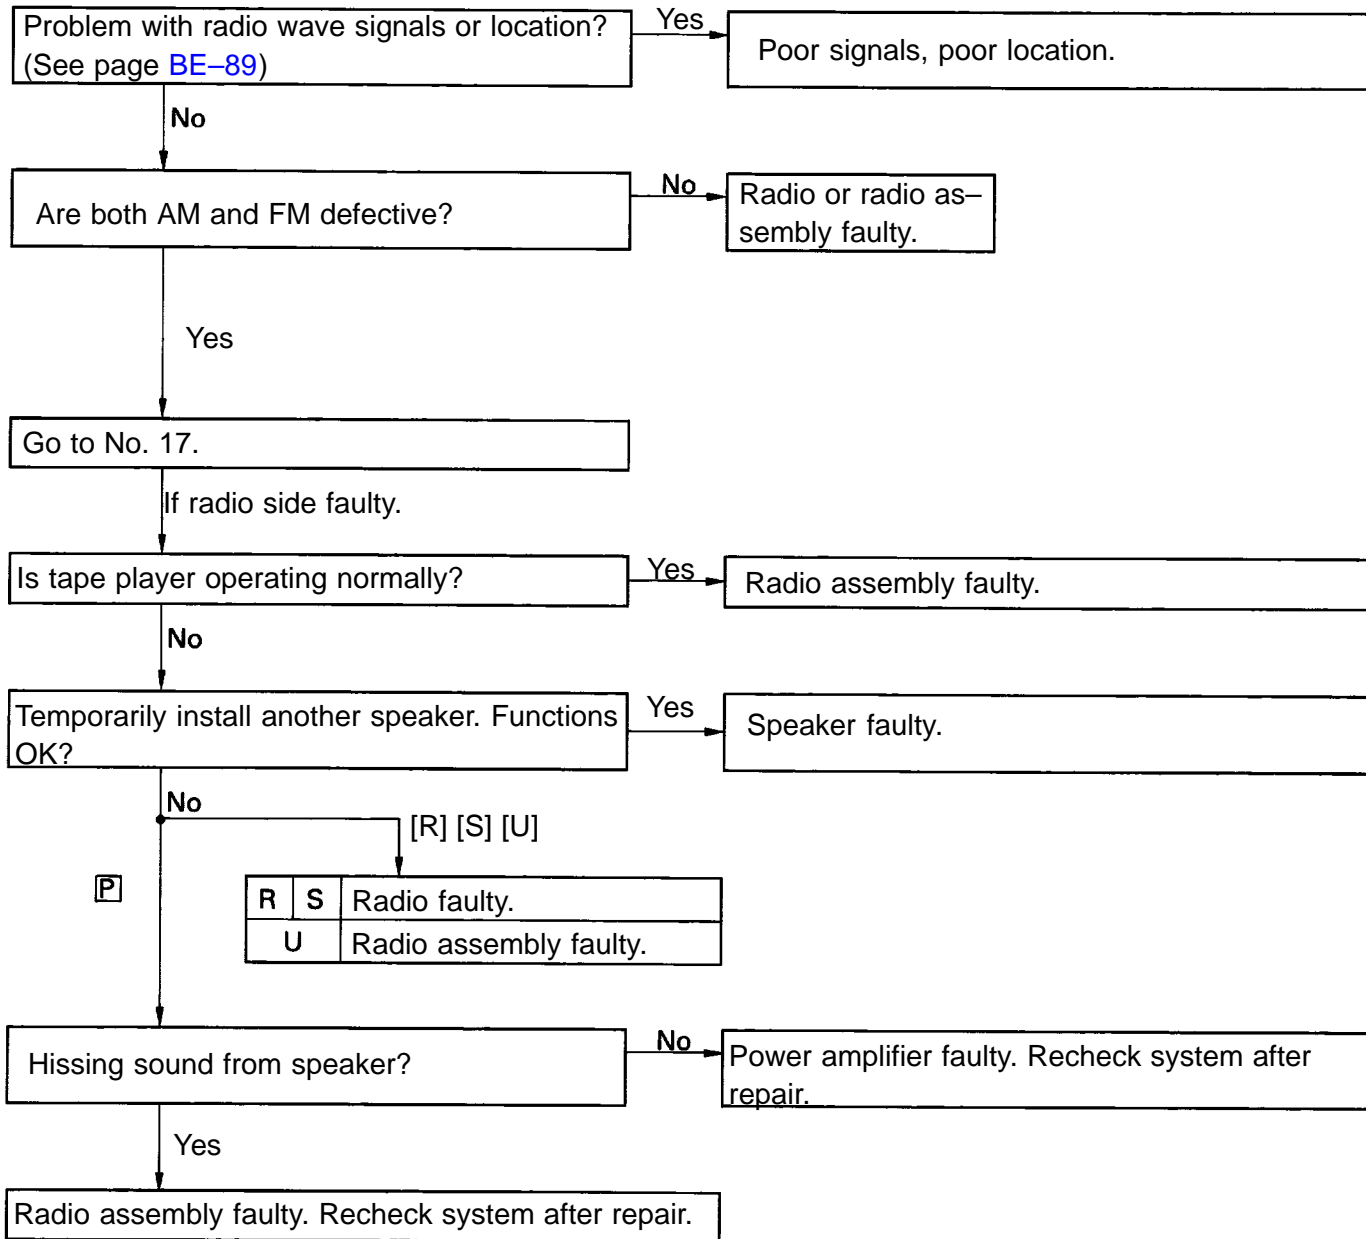 Problem with radio wave signals or location?
(See page BE–89)
Yes
Poor signals, poor location.
No
Are both AM and FM defective?
No
Radio or radio as–
sembly faulty.
Yes
Go to No. 17.
If radio side faulty.
Is tape player operating normally?
Yes
Radio assembly faulty.
No
Temporarily install another speaker. Functions
OK?
Yes
Speaker faulty.
No
[R] [S] [U]
P
R S Radio faulty.
U Radio assembly faulty.
Hissing sound from speaker?
No
Power amplifier faulty. Recheck system after
repair.
Yes
Radio assembly faulty. Recheck system after repair.